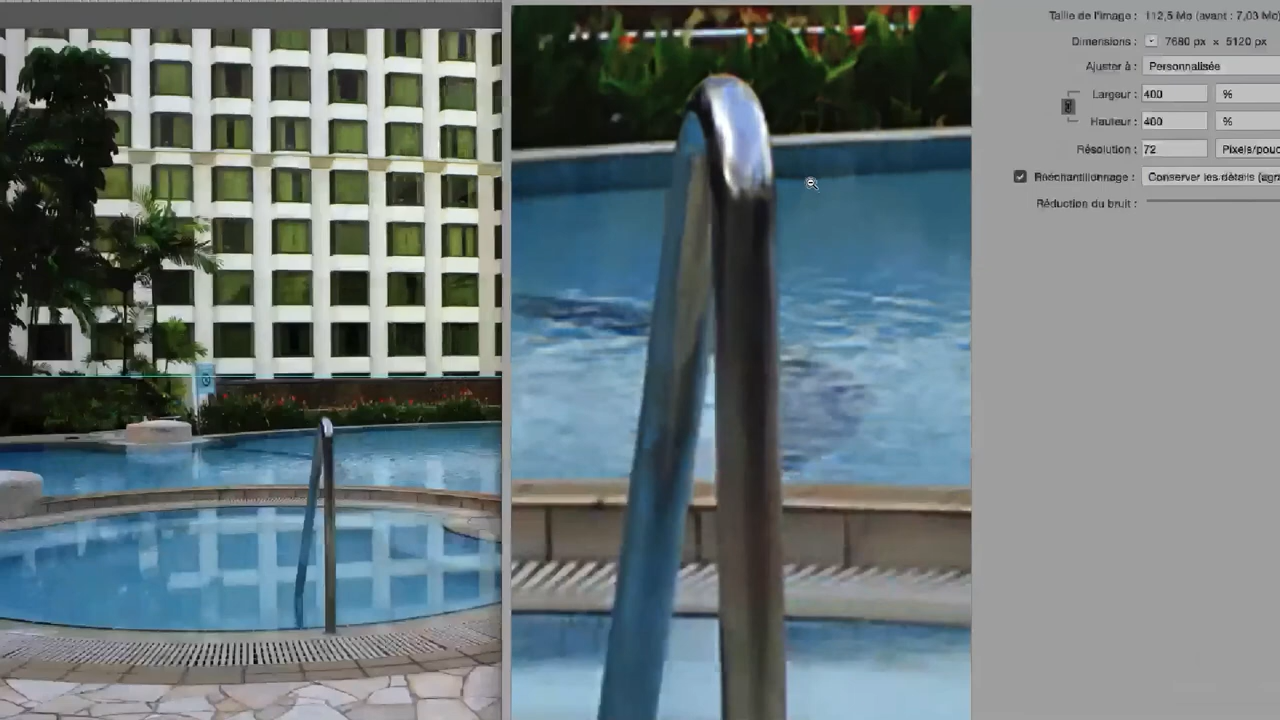 Taille de l'image : 112,5 Mo (avant : 7,03 Mo)
Dimensions : 7680 px × 5120 px
Ajuster à : Personnalisée
Largeur : 400 %
Hauteur : 400 %
Résolution : 72 Pixels/pouc
Rééchantillonnage : Conserver les détails (agra
Réduction du bruit :